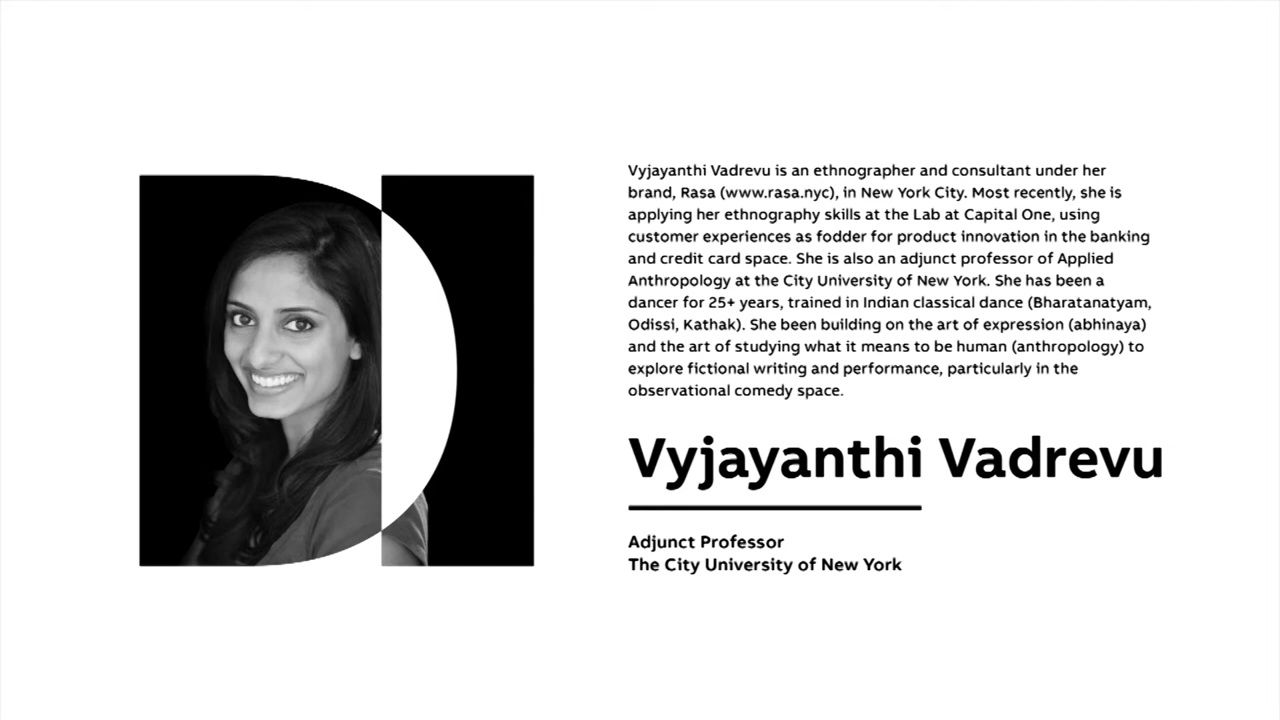 Vyjayanthi Vadrevu is an ethnographer and consultant under her
brand, Rasa (www.rasa.nyc), in New York City. Most recently, she is
applying her ethnography skills at the Lab at Capital One, using
customer experiences as fodder for product innovation in the banking
and credit card space. She is also an adjunct professor of Applied
Anthropology at the City University of New York. She has been a
dancer for 25+ years, trained in Indian classical dance (Bharatanatyam,
Odissi, Kathak). She been building on the art of expression (abhinaya)
and the art of studying what it means to be human (anthropology) to
explore fictional writing and performance, particularly in the
observational comedy space.
Vyjayanthi Vadrevu
Adjunct Professor
The City University of New York